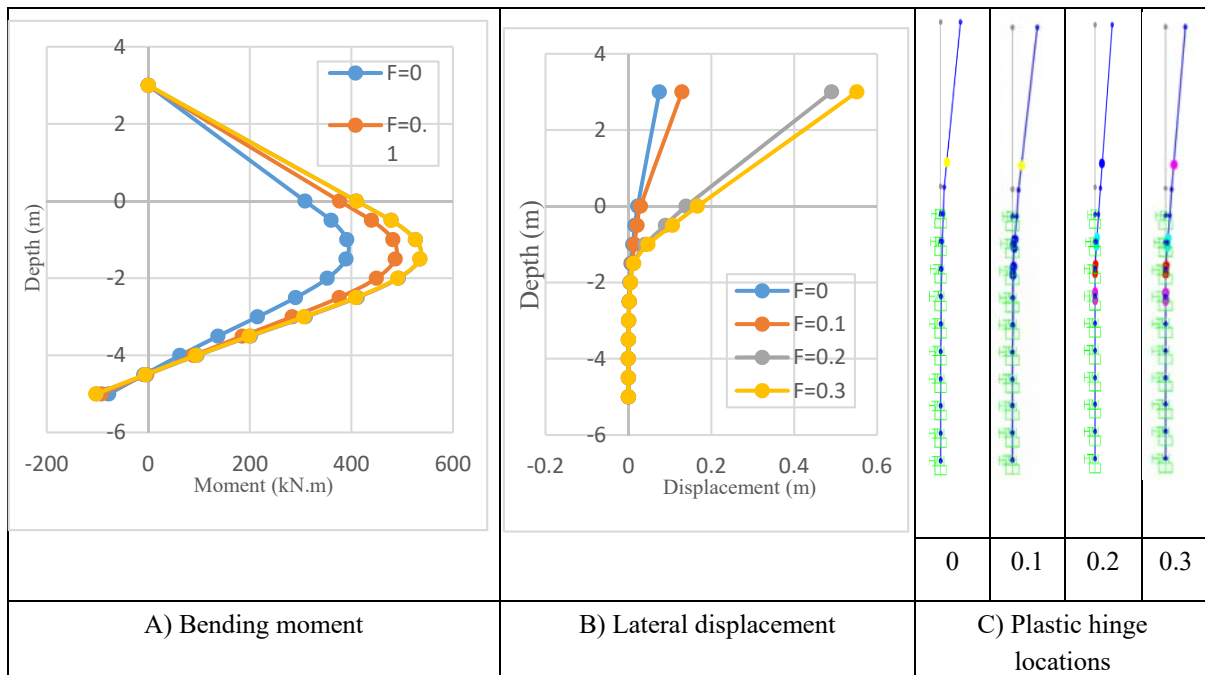 4
2
0
-2
-4
-6
Depth (m)
F=0
F=0.
1
-200
0
200
400
600
Moment (kN.m)
A) Bending moment
4
2
0
-2
-4
-6
Depth (m)
F=0
F=0.1
F=0.2
F=0.3
-0.2
0
0.2
0.4
0.6
Displacement (m)
B) Lateral displacement
0
0.1
0.2
0.3
C) Plastic hinge
locations